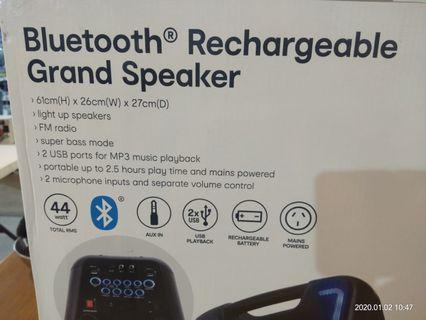 Bluetooth® Rechargeable
Grand Speaker
› 61cm(H) x 26cm(W) x 27cm(D)
› light up speakers
› FM radio
› super bass mode
› 2 USB ports for MP3 music playback
› portable up to 2.5 hours play time and mains powered
› 2 microphone inputs and separate volume control
44
watt
TOTAL RMS
®
AUX IN
2x
USB
USB
PLAYBACK
RECHARGEABLE
BATTERY
MAINS
POWERED
2020.01.02 10:47